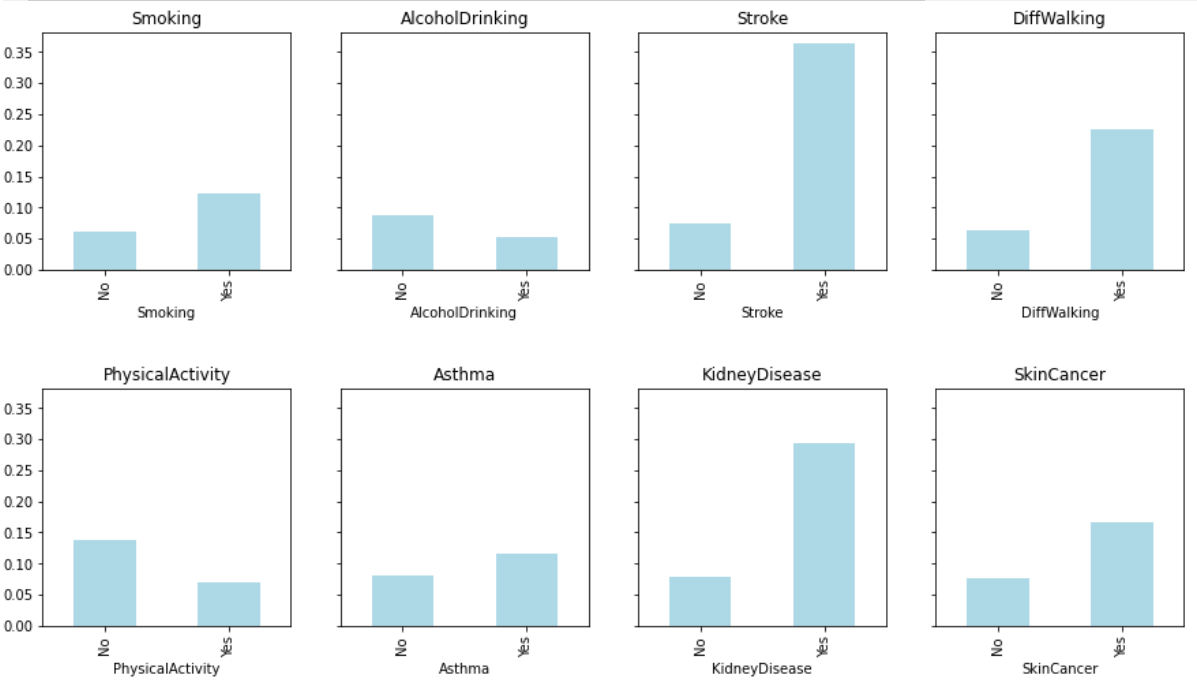 Smoking AlcoholDrinking Stroke DiffWalking
0.35
0.30
0.25
0.20
0.15
0.10
0.05
0.00
No Yes No Yes No Yes No Yes
Smoking AlcoholDrinking Stroke DiffWalking
PhysicalActivity Asthma KidneyDisease SkinCancer
0.35
0.30
0.25
0.20
0.15
0.10
0.05
0.00
No Yes No Yes No Yes No Yes
PhysicalActivity Asthma KidneyDisease SkinCancer